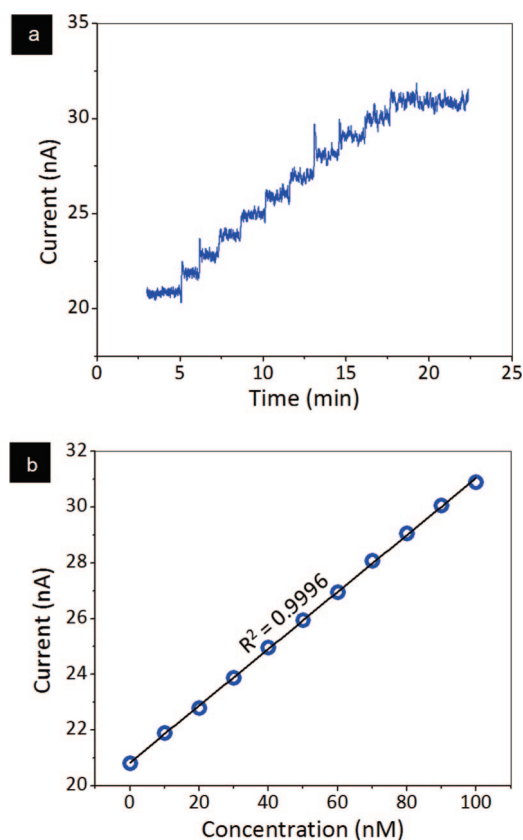 a
35
30
25
20
Current (nA)
0 5 10 15 20 25
Time (min)
b
32
30
28
26
24
22
20
Current (nA)
R² = 0.9996
0 20 40 60 80 100
Concentration (nM)